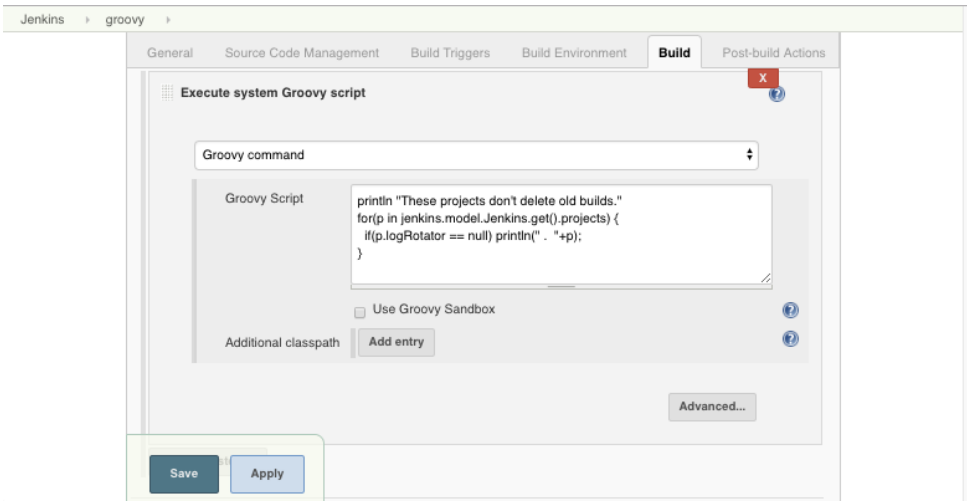 Jenkins › groovy ›
General Source Code Management Build Triggers Build Environment Build Post-build Actions
X
Execute system Groovy script
Groovy command
Groovy Script
println "These projects don't delete old builds."
for(p in jenkins.model.Jenkins.get().projects) {
  if(p.logRotator == null) println(" .  "+p);
}
Use Groovy Sandbox
Additional classpath Add entry
Advanced...
Save Apply